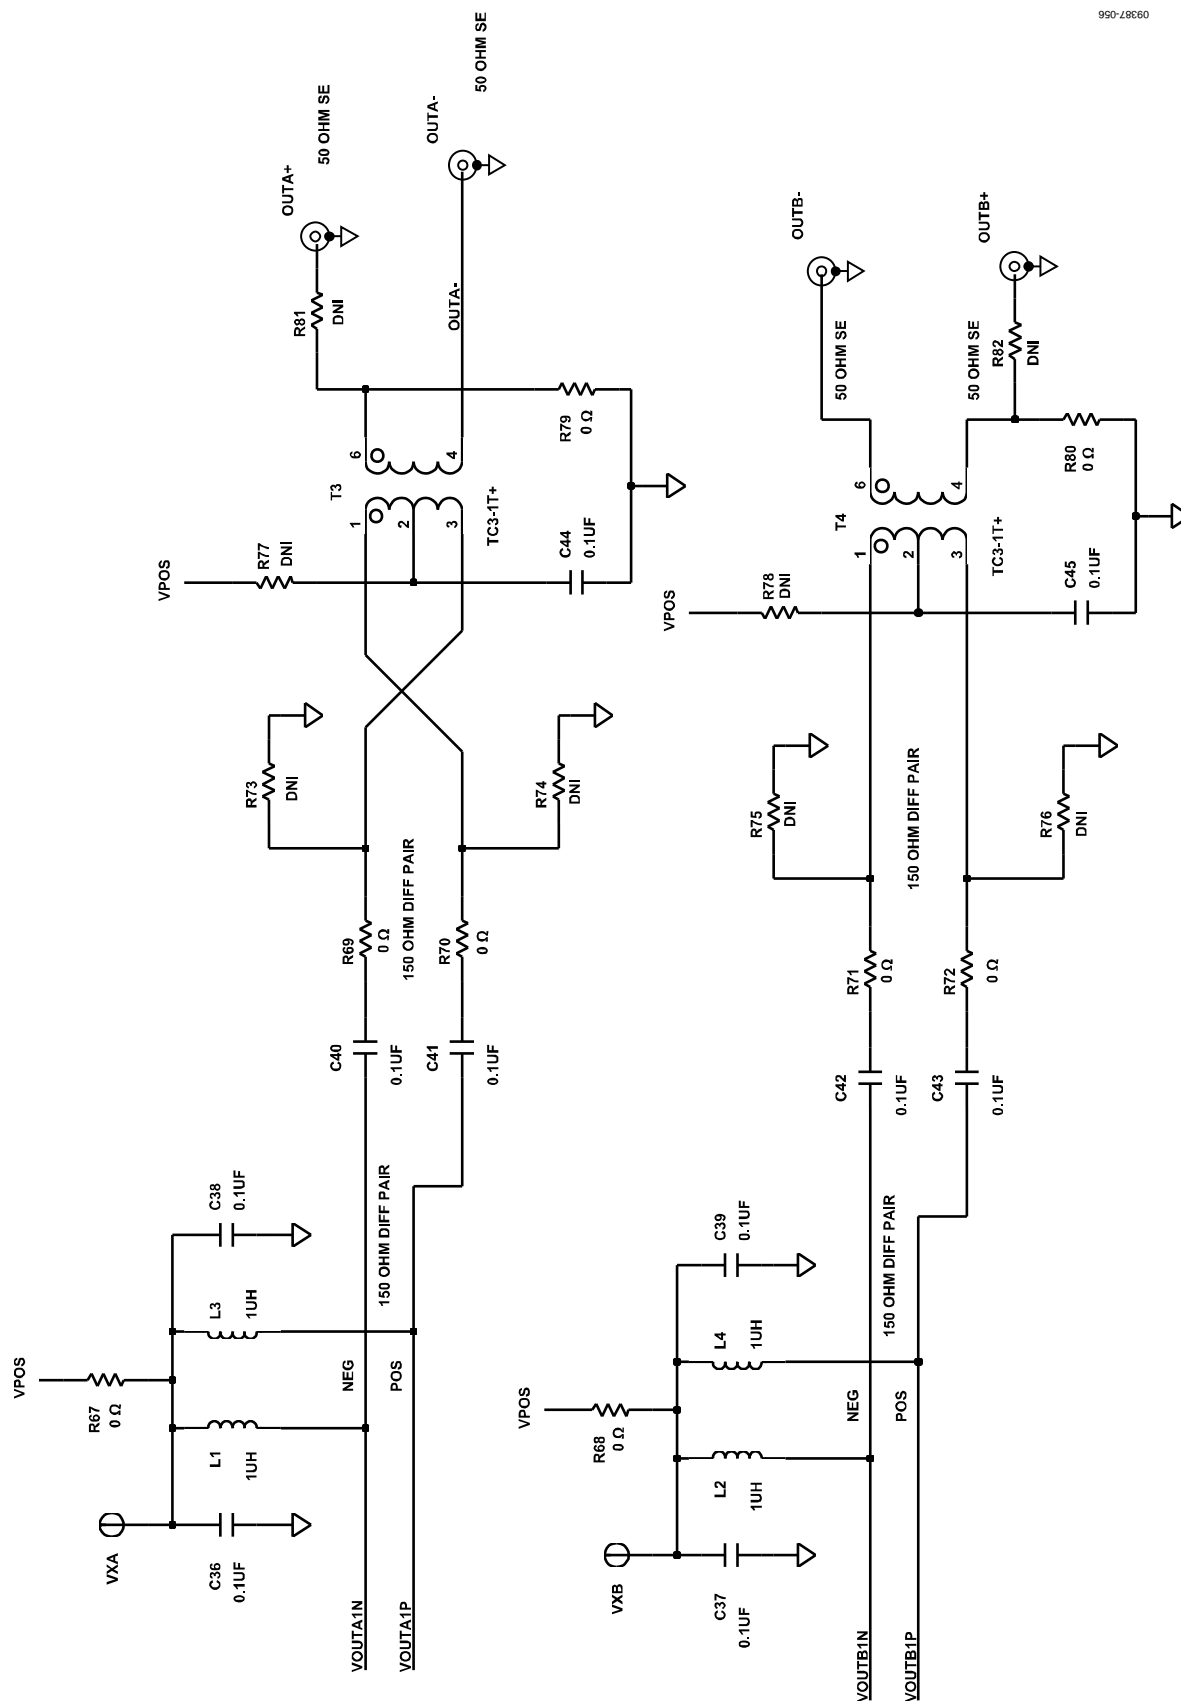 09387-056
50 OHM SE
OUTA-
50 OHM SE
OUTA+
R81
DNI
OUTA-
R79
0 Ω
T3
6
4
1
2
3
TC3-1T+
C44
0.1UF
R77
DNI
VPOS
R73
DNI
R74
DNI
150 OHM DIFF PAIR
R69
0 Ω
R70
0 Ω
C40
0.1UF
C41
0.1UF
150 OHM DIFF PAIR
C38
0.1UF
L3
1UH
VPOS
R67
0 Ω
L1
1UH
NEG
POS
VXA
C36
0.1UF
VOUTA1N
VOUTA1P
OUTB-
OUTB+
50 OHM SE
50 OHM SE
R82
DNI
R80
0 Ω
T4
6
4
1
2
3
TC3-1T+
C45
0.1UF
R78
DNI
VPOS
R75
DNI
R76
DNI
150 OHM DIFF PAIR
R71
0 Ω
R72
0 Ω
C42
0.1UF
C43
0.1UF
150 OHM DIFF PAIR
C39
0.1UF
L4
1UH
VPOS
R68
0 Ω
L2
1UH
NEG
POS
VXB
C37
0.1UF
VOUTB1N
VOUTB1P